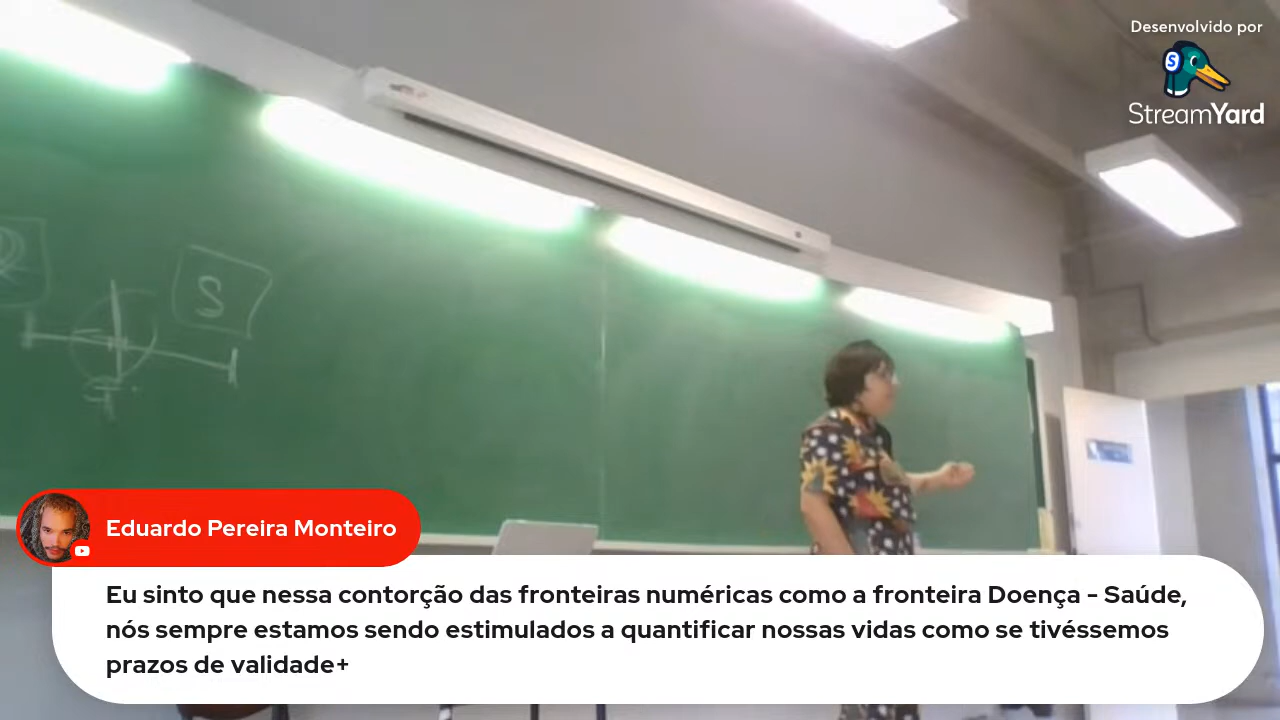 Desenvolvido por
StreamYard
S
Eduardo Pereira Monteiro
Eu sinto que nessa contorção das fronteiras numéricas como a fronteira Doença - Saúde,
nós sempre estamos sendo estimulados a quantificar nossas vidas como se tivéssemos
prazos de validade+